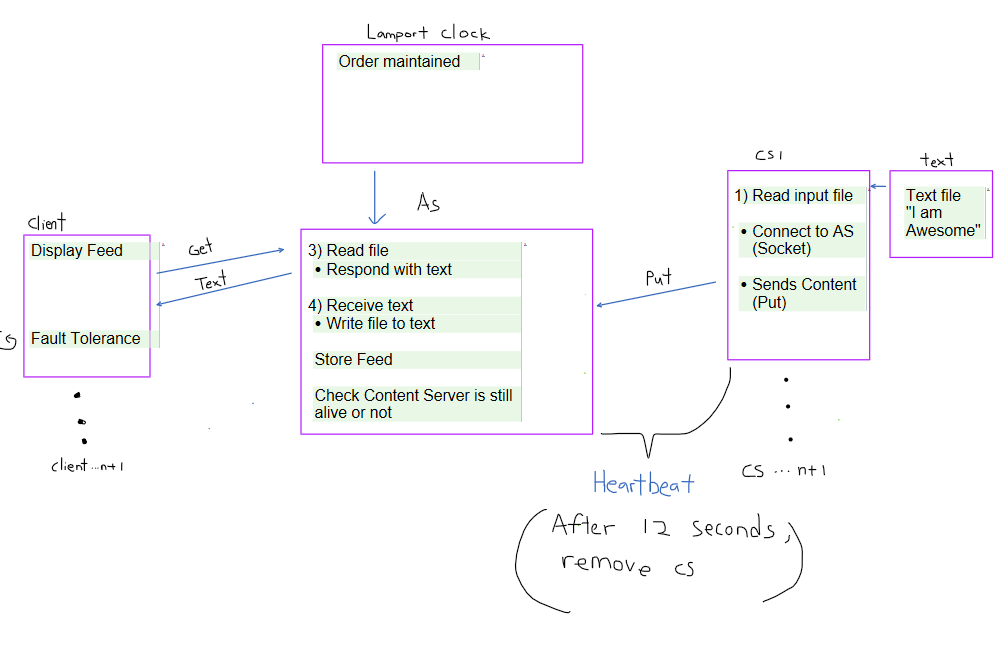 Lamport clock
Order maintained
As
Client
Display Feed
Fault Tolerance
client...n+1
Get
Text
3) Read file
• Respond with text
4) Receive text
• Write file to text
Store Feed
Check Content Server is still
alive or not
Put
CS1
1) Read input file
• Connect to AS
(Socket)
• Sends Content
(Put)
CS ... n+1
text
Text file
"I am
Awesome"
Heartbeat
(After 12 seconds,
remove cs)